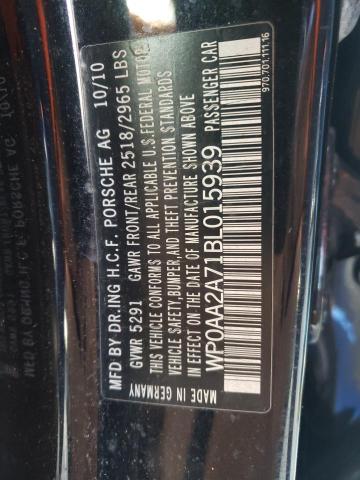 MFD BY DR.ING H.C.F. PORSCHE AG 10/10
GVWR 5291 GAWR FRONT/REAR 2518/2965 LBS
THIS VEHICLE CONFORMS TO ALL APPLICABLE U.S.FEDERAL MOTOR
VEHICLE SAFETY,BUMPER,AND THEFT PREVENTION STANDARDS
IN EFFECT ON THE DATE OF MANUFACTURE SHOWN ABOVE
WP0AA2A71BL015939 PASSENGER CAR
MADE IN GERMANY
970.701.111.16